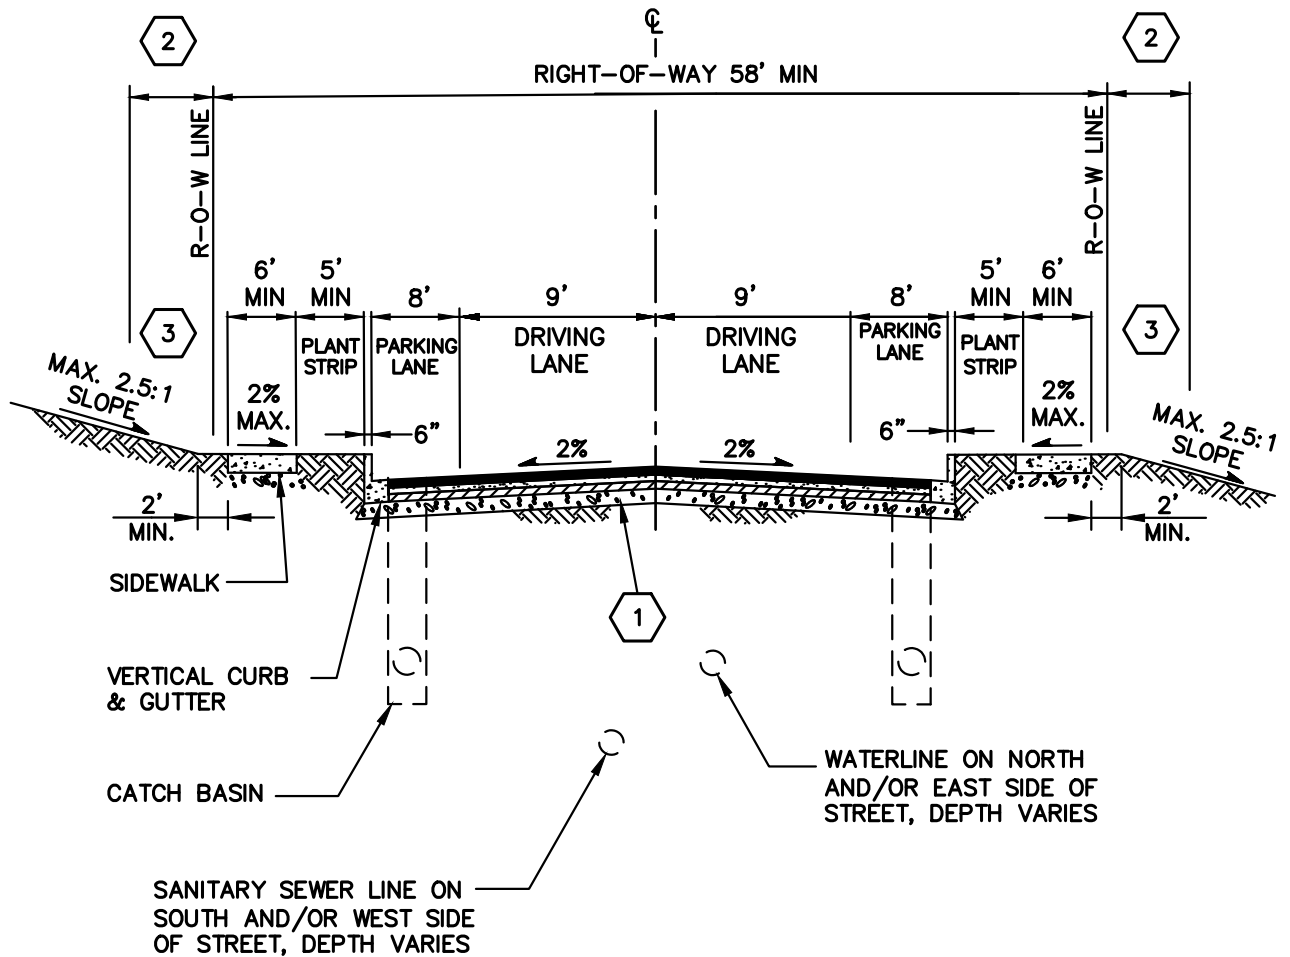 ℄
2
2
RIGHT-OF-WAY 58' MIN
R-O-W LINE
R-O-W LINE
6'
MIN
5'
MIN
8'
9'
9'
8'
5'
MIN
6'
MIN
3
3
PLANT
STRIP
PARKING
LANE
DRIVING
LANE
DRIVING
LANE
PARKING
LANE
PLANT
STRIP
MAX. 2.5:1
SLOPE
2%
MAX.
2%
MAX.
MAX. 2.5:1
SLOPE
6"
6"
2%
2%
2'
MIN.
2'
MIN.
SIDEWALK
1
VERTICAL CURB
& GUTTER
CATCH BASIN
WATERLINE ON NORTH
AND/OR EAST SIDE OF
STREET, DEPTH VARIES
SANITARY SEWER LINE ON
SOUTH AND/OR WEST SIDE
OF STREET, DEPTH VARIES